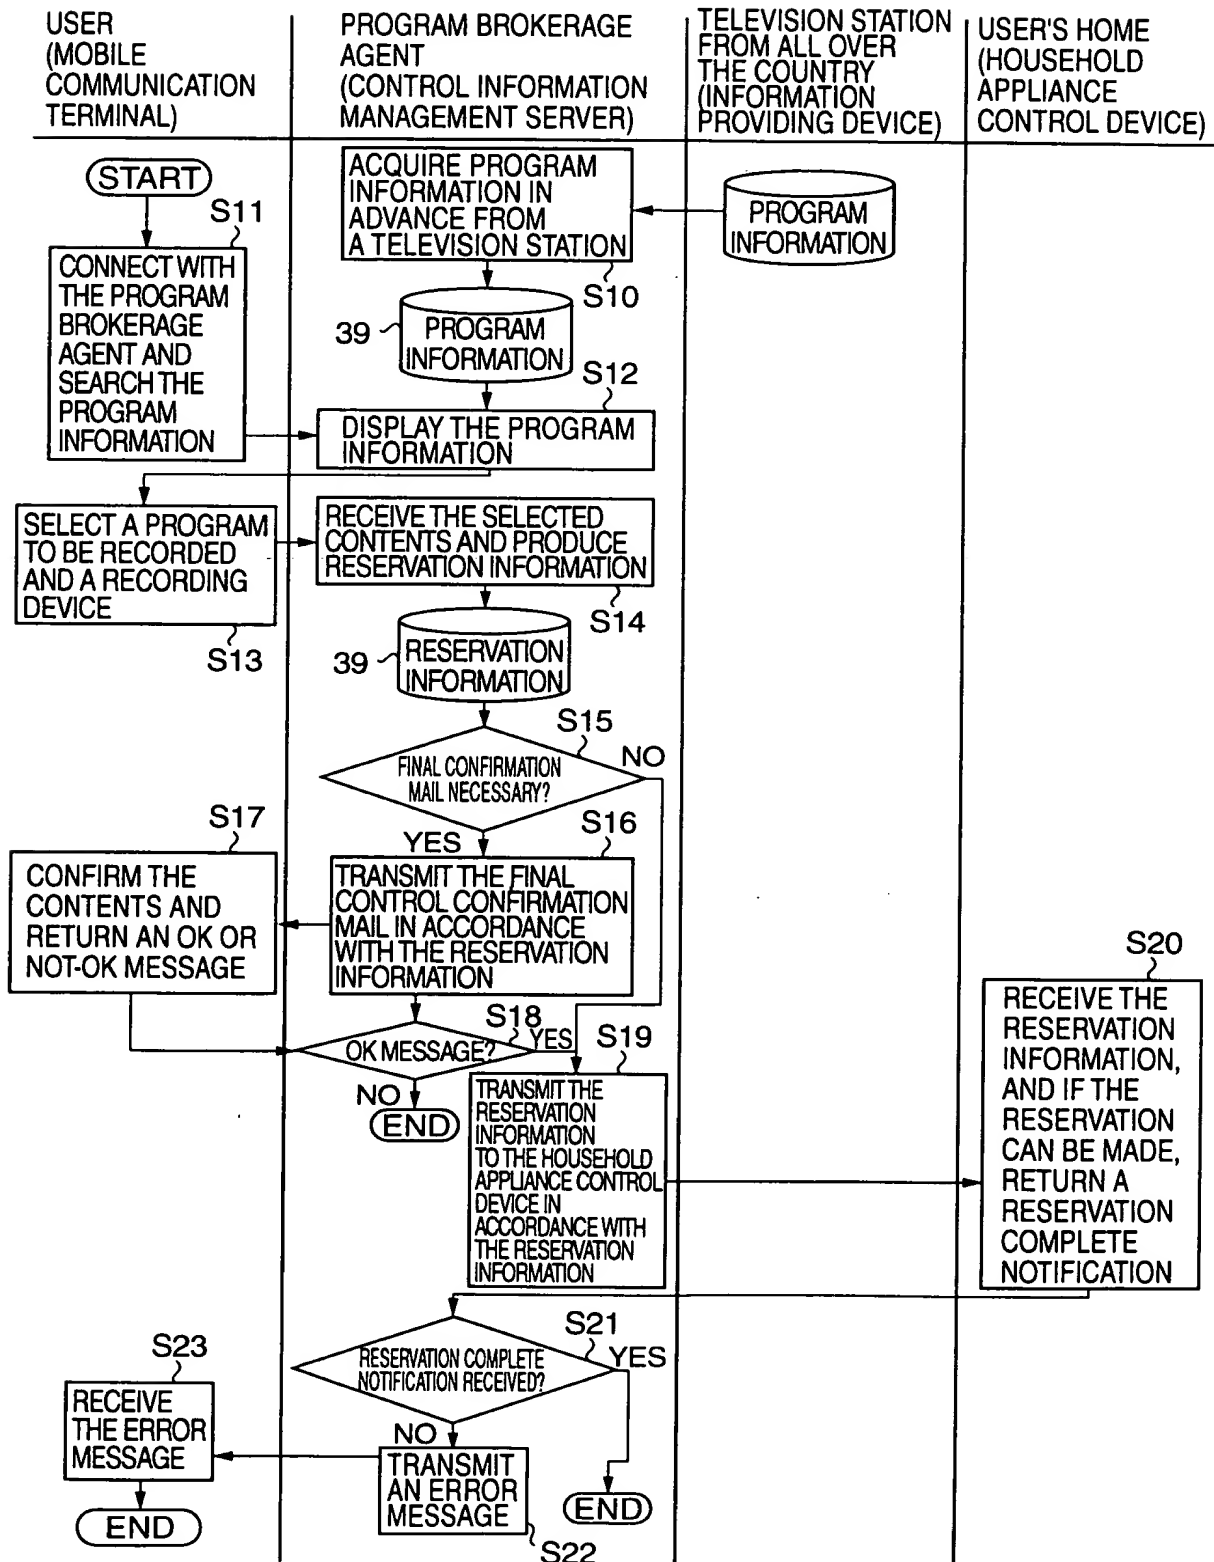 USER
(MOBILE
COMMUNICATION
TERMINAL)
PROGRAM BROKERAGE
AGENT
(CONTROL INFORMATION
MANAGEMENT SERVER)
TELEVISION STATION
FROM ALL OVER
THE COUNTRY
(INFORMATION
PROVIDING DEVICE)
USER'S HOME
(HOUSEHOLD
APPLIANCE
CONTROL DEVICE)
START
S11
CONNECT WITH
THE PROGRAM
BROKERAGE
AGENT AND
SEARCH THE
PROGRAM
INFORMATION
ACQUIRE PROGRAM
INFORMATION IN
ADVANCE FROM
A TELEVISION STATION
S10
PROGRAM
INFORMATION
39
PROGRAM
INFORMATION
S12
DISPLAY THE PROGRAM
INFORMATION
SELECT A PROGRAM
TO BE RECORDED
AND A RECORDING
DEVICE
S13
RECEIVE THE SELECTED
CONTENTS AND PRODUCE
RESERVATION INFORMATION
S14
39
RESERVATION
INFORMATION
S15
FINAL CONFIRMATION
MAIL NECESSARY?
NO
YES
S16
TRANSMIT THE FINAL
CONTROL CONFIRMATION
MAIL IN ACCORDANCE
WITH THE RESERVATION
INFORMATION
S17
CONFIRM THE
CONTENTS AND
RETURN AN OK OR
NOT-OK MESSAGE
S18
OK MESSAGE?
YES
NO
END
S19
TRANSMIT THE
RESERVATION
INFORMATION
TO THE HOUSEHOLD
APPLIANCE CONTROL
DEVICE IN
ACCORDANCE WITH
THE RESERVATION
INFORMATION
S20
RECEIVE THE
RESERVATION
INFORMATION,
AND IF THE
RESERVATION
CAN BE MADE,
RETURN A
RESERVATION
COMPLETE
NOTIFICATION
S21
RESERVATION COMPLETE
NOTIFICATION RECEIVED?
YES
NO
END
TRANSMIT
AN ERROR
MESSAGE
S22
S23
RECEIVE
THE ERROR
MESSAGE
END